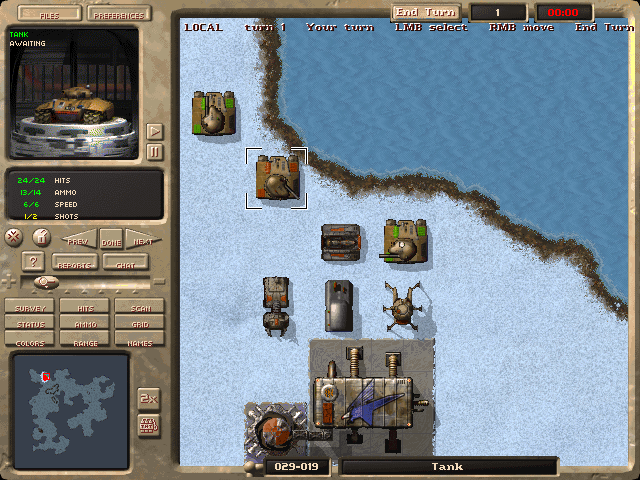 FILES PREFERENCES
End Turn 1 00:00
LOCAL turn 1 Your turn LMB select RMB move End Turn
TANK
AWAITING
24/24 HITS
13/14 AMMO
6/6 SPEED
1/2 SHOTS
PREV DONE NEXT
? REPORTS CHAT
SURVEY HITS SCAN
STATUS AMMO GRID
COLORS RANGE NAMES
2x
029-019 Tank